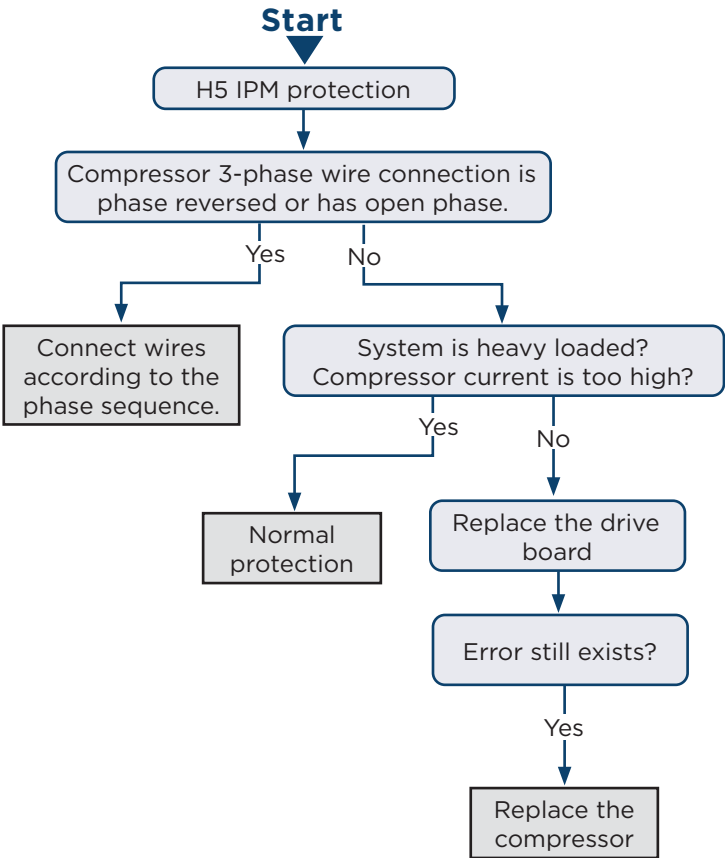 Start
H5 IPM protection
Compressor 3-phase wire connection is
phase reversed or has open phase.
Yes
No
Connect wires
according to the
phase sequence.
System is heavy loaded?
Compressor current is too high?
Yes
No
Normal
protection
Replace the drive
board
Error still exists?
Yes
Replace the
compressor